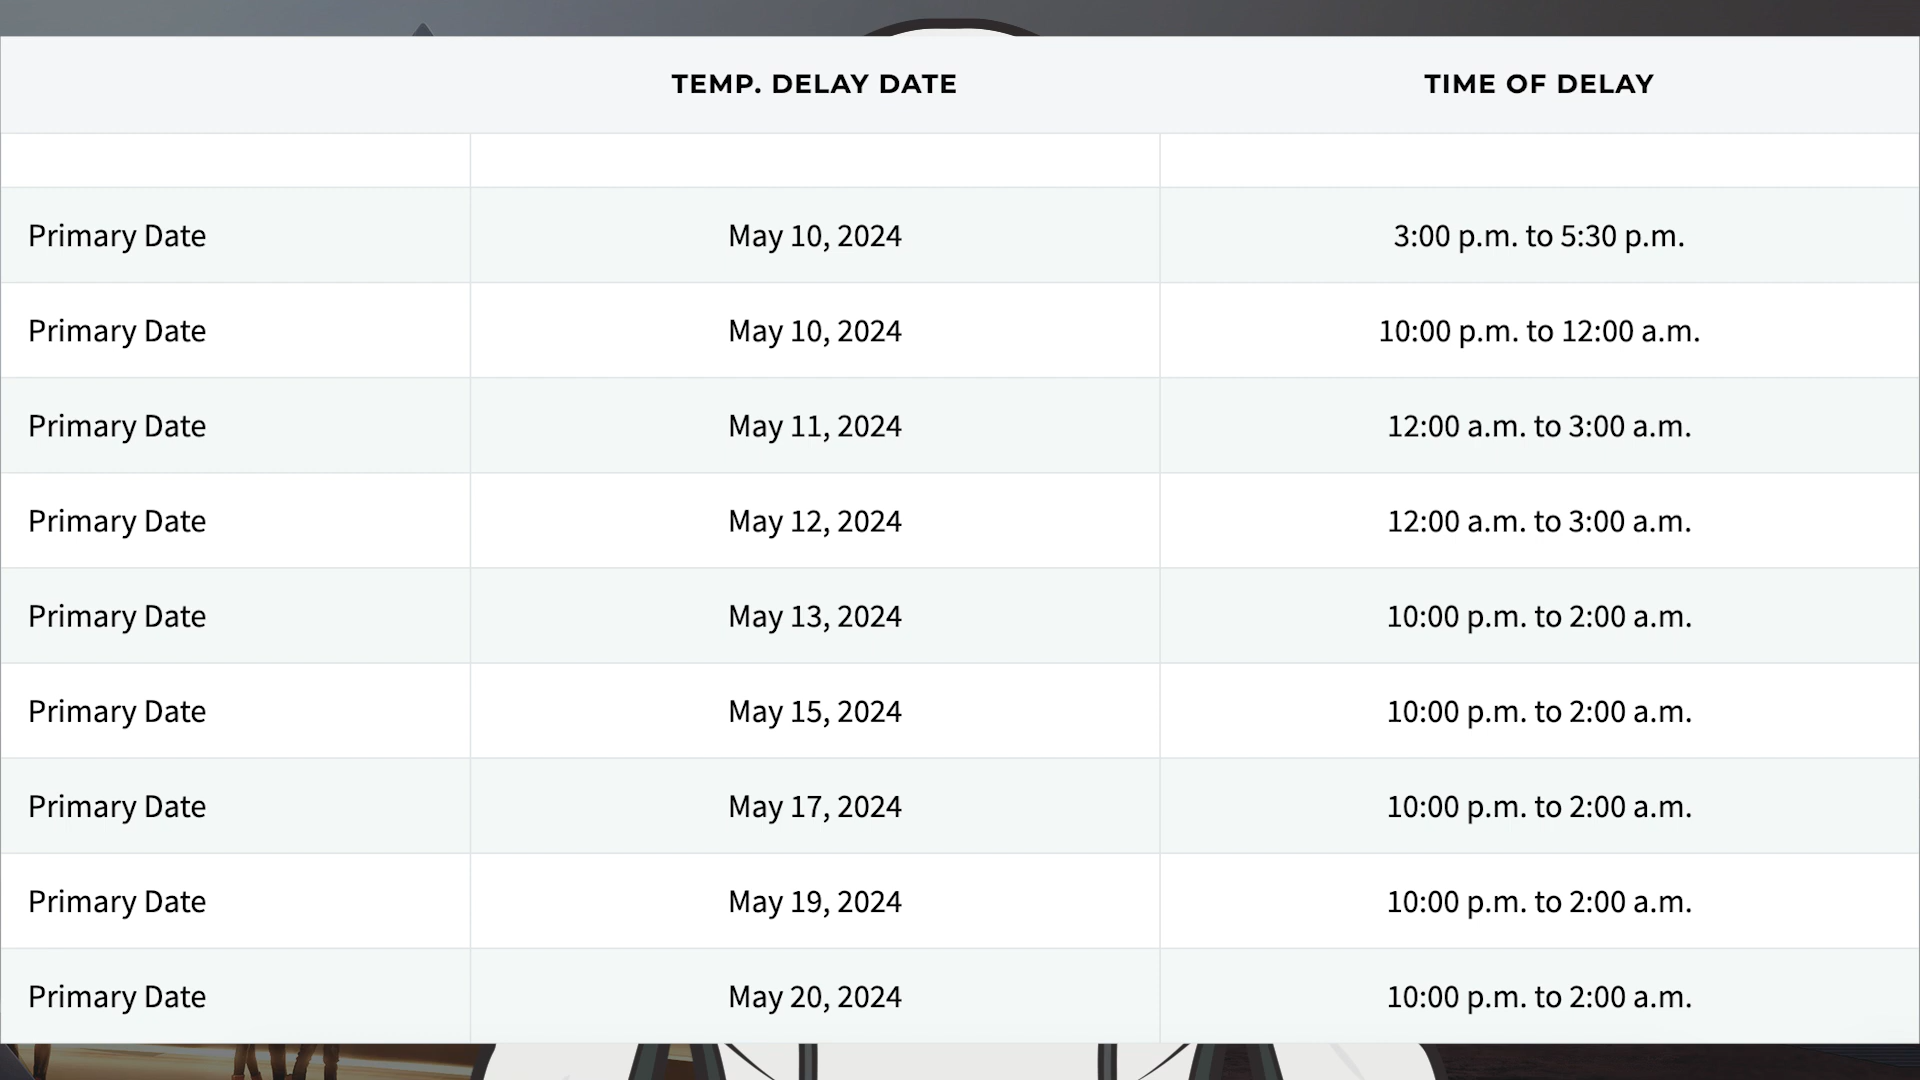 TEMP. DELAY DATE TIME OF DELAY
Primary Date May 10, 2024 3:00 p.m. to 5:30 p.m.
Primary Date May 10, 2024 10:00 p.m. to 12:00 a.m.
Primary Date May 11, 2024 12:00 a.m. to 3:00 a.m.
Primary Date May 12, 2024 12:00 a.m. to 3:00 a.m.
Primary Date May 13, 2024 10:00 p.m. to 2:00 a.m.
Primary Date May 15, 2024 10:00 p.m. to 2:00 a.m.
Primary Date May 17, 2024 10:00 p.m. to 2:00 a.m.
Primary Date May 19, 2024 10:00 p.m. to 2:00 a.m.
Primary Date May 20, 2024 10:00 p.m. to 2:00 a.m.